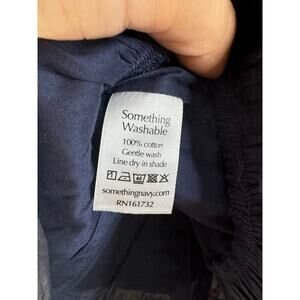 Something
Washable
100% cotton
Gentle wash
Line dry in shade
somethingnavy.com
RN161732